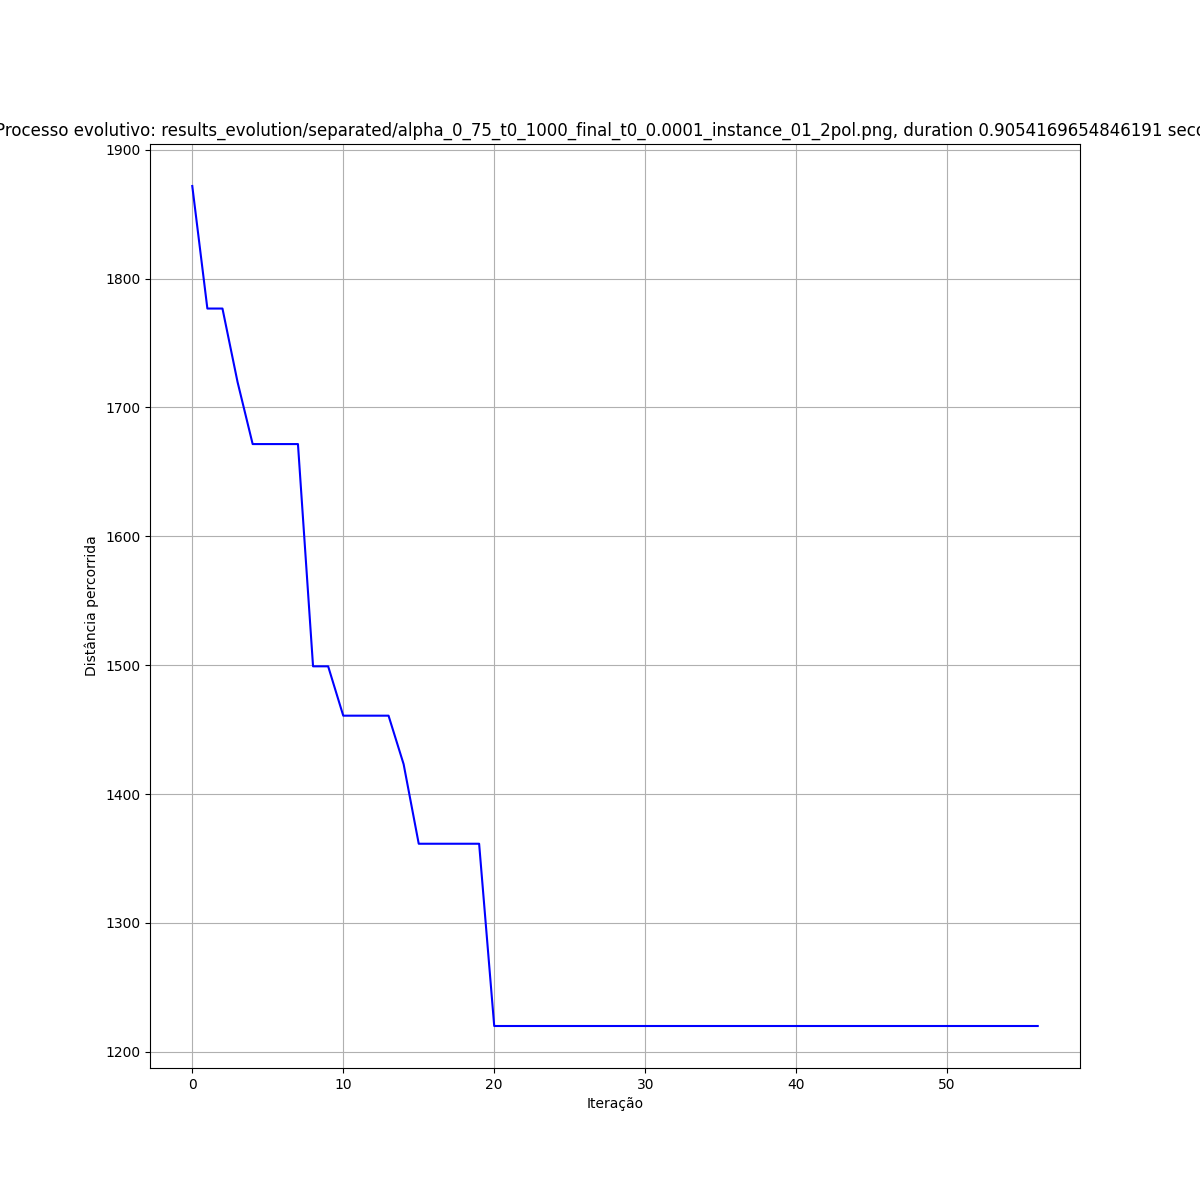 Processo evolutivo: results_evolution/separated/alpha_0_75_t0_1000_final_t0_0.0001_instance_01_2pol.png, duration 0.9054169654846191 seco
1900
1800
1700
1600
1500
1400
1300
1200
Distância percorrida
0 10 20 30 40 50
Iteração